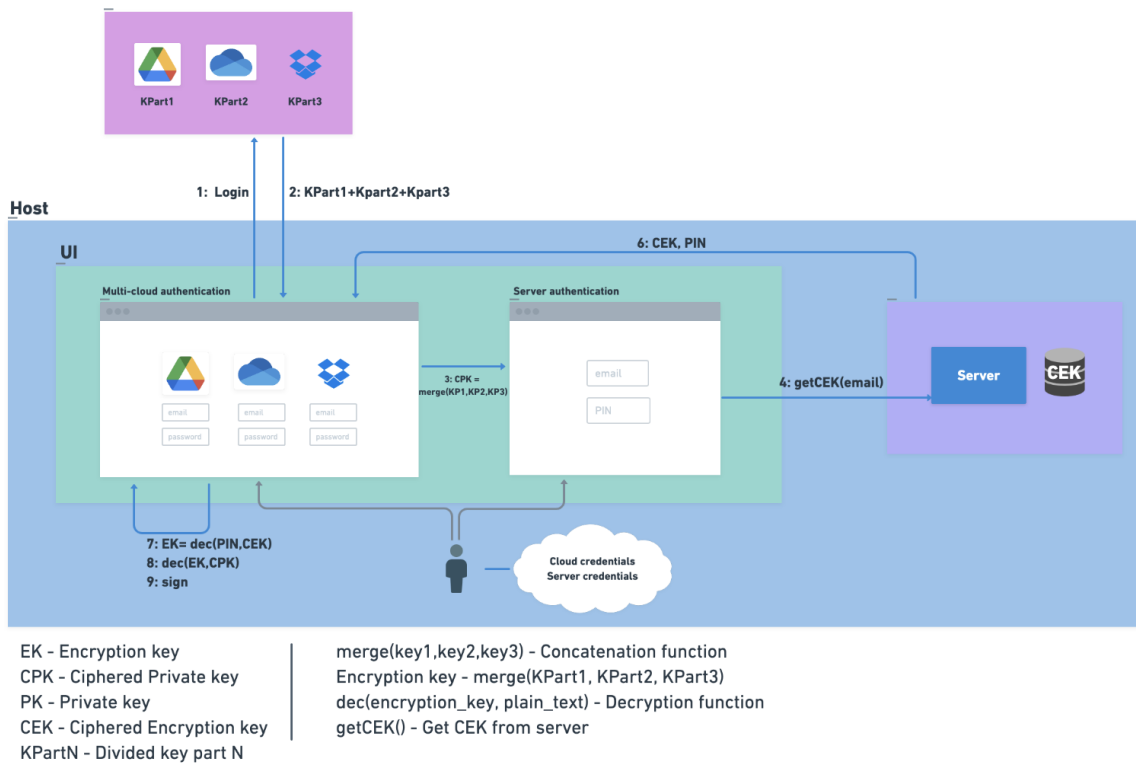 KPart1
KPart2
KPart3
1:  Login
2: KPart1+Kpart2+Kpart3
Host
UI
6: CEK, PIN
Multi-cloud authentication
Server authentication
email
password
email
password
email
password
3: CPK =
merge(KP1,KP2,KP3)
email
PIN
4: getCEK(email)
Server
CEK
7: EK= dec(PIN,CEK)
8: dec(EK,CPK)
9: sign
Cloud credentials
Server credentials
EK - Encryption key
CPK - Ciphered Private key
PK - Private key
CEK - Ciphered Encryption key
KPartN - Divided key part N
merge(key1,key2,key3) - Concatenation function
Encryption key - merge(KPart1, KPart2, KPart3)
dec(encryption_key, plain_text) - Decryption function
getCEK() - Get CEK from server